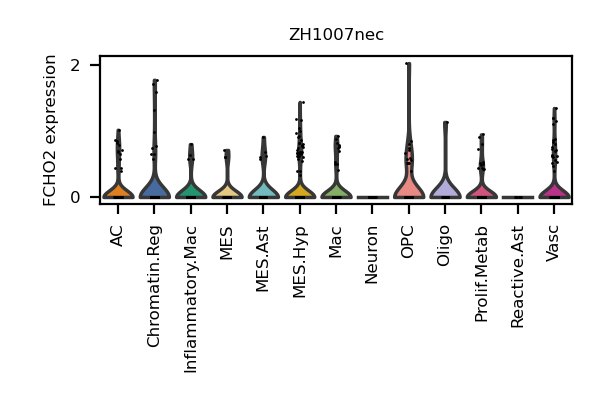 ZH1007nec
FCHO2 expression
2
0
AC
Chromatin.Reg
Inflammatory.Mac
MES
MES.Ast
MES.Hyp
Mac
Neuron
OPC
Oligo
Prolif.Metab
Reactive.Ast
Vasc